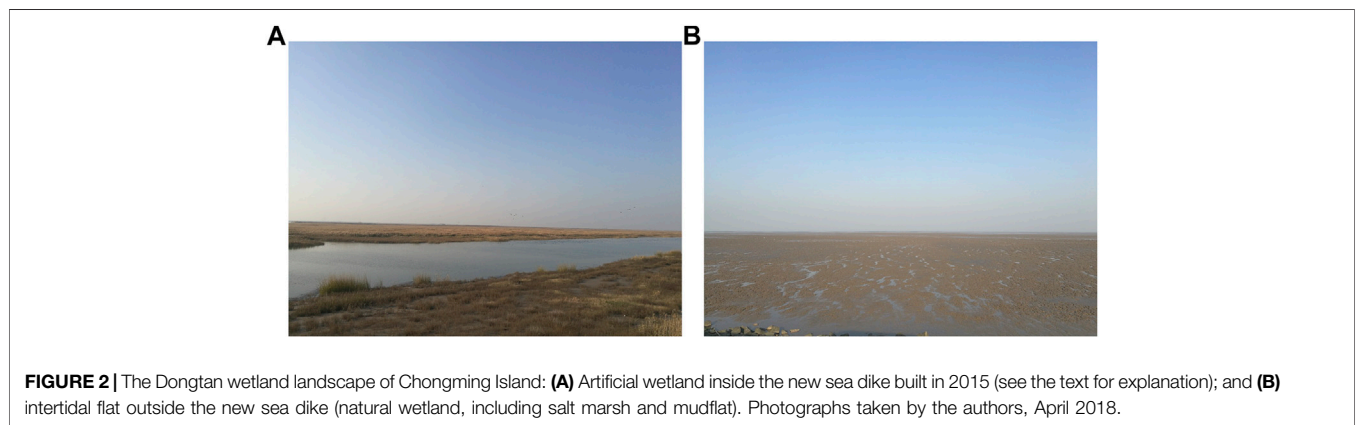 A B
FIGURE 2 | The Dongtan wetland landscape of Chongming Island: (A) Artificial wetland inside the new sea dike built in 2015 (see the text for explanation); and (B)
intertidal flat outside the new sea dike (natural wetland, including salt marsh and mudflat). Photographs taken by the authors, April 2018.